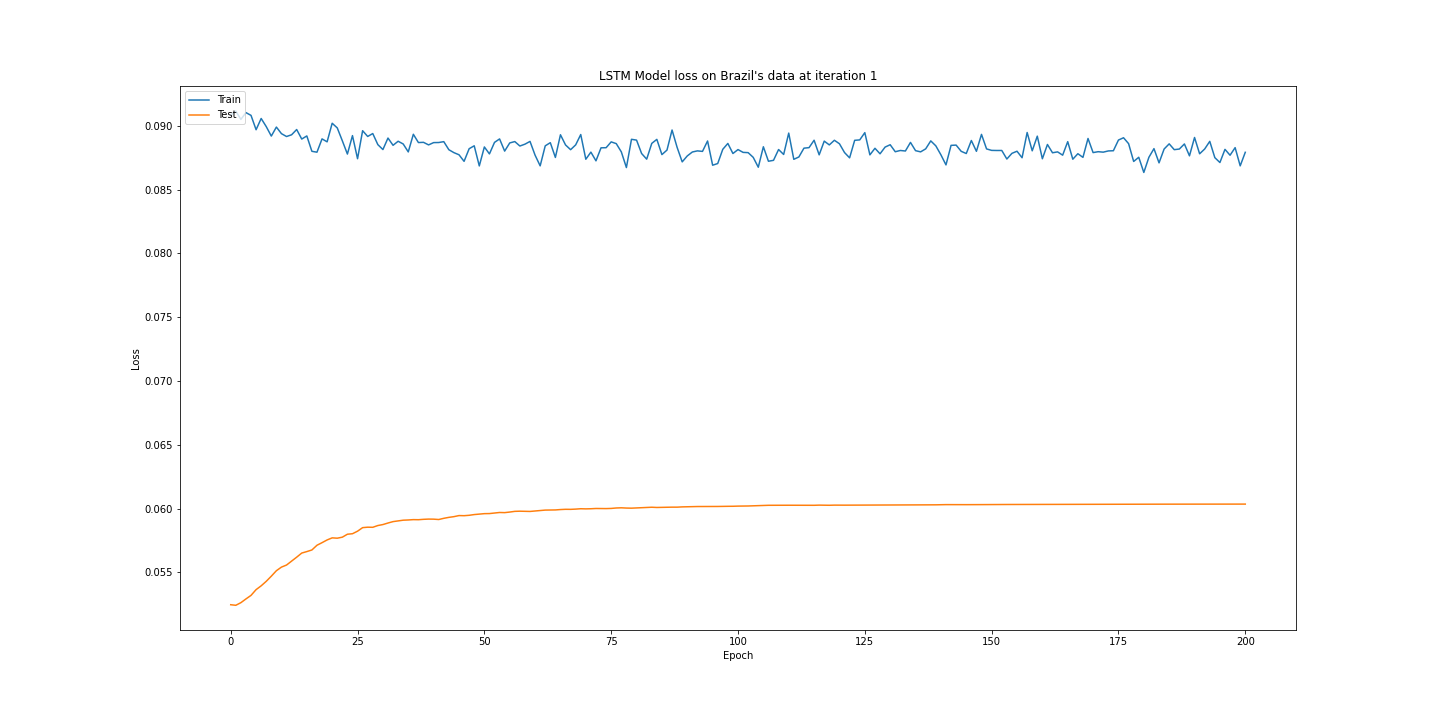 LSTM Model loss on Brazil's data at iteration 1
Train
Test
0.090
0.085
0.080
0.075
0.070
0.065
0.060
0.055
Loss
0 25 50 75 100 125 150 175 200
Epoch